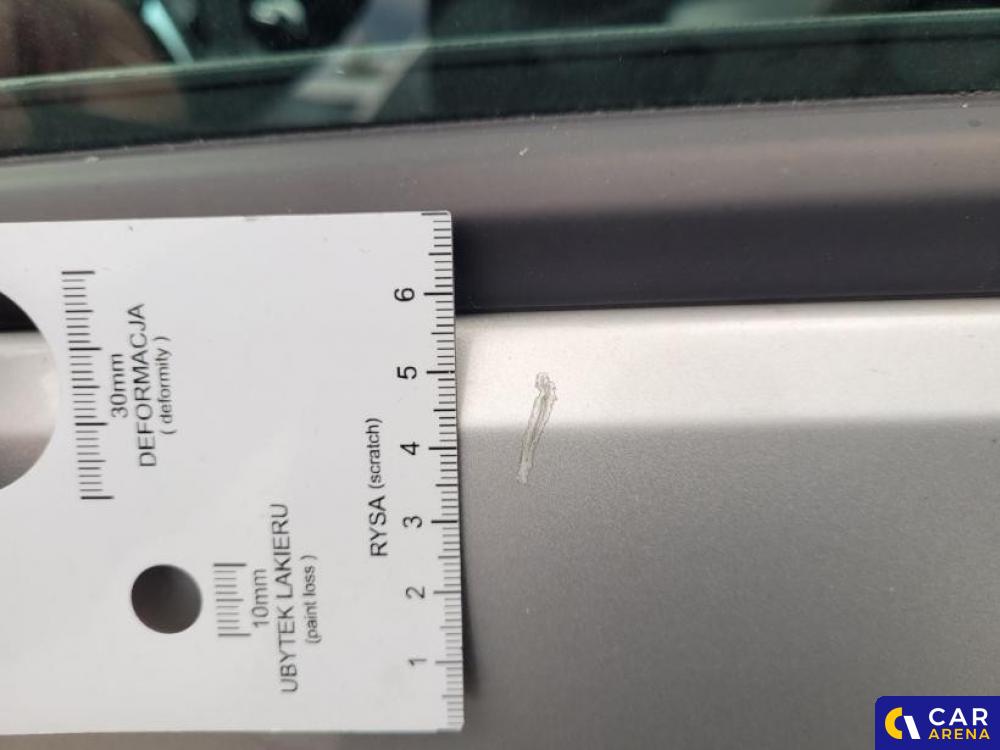 30mm
DEFORMACJA
( deformity )
10mm
UBYTEK LAKIERU
(paint loss )
RYSA (scratch)
1 2 3 4 5 6
CAR
ARENA